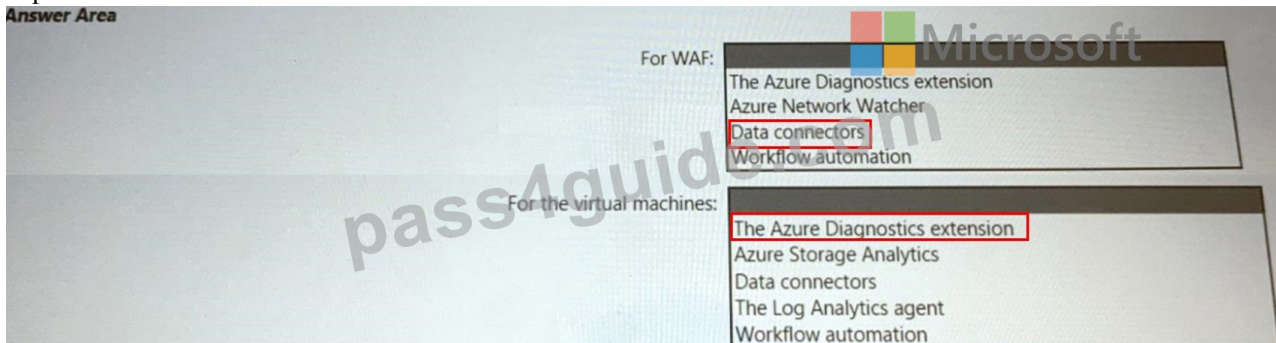 Answer Area
Microsoft
For WAF:
The Azure Diagnostics extension
Azure Network Watcher
Data connectors
Workflow automation
pass4guide.com
For the virtual machines:
The Azure Diagnostics extension
Azure Storage Analytics
Data connectors
The Log Analytics agent
Workflow automation